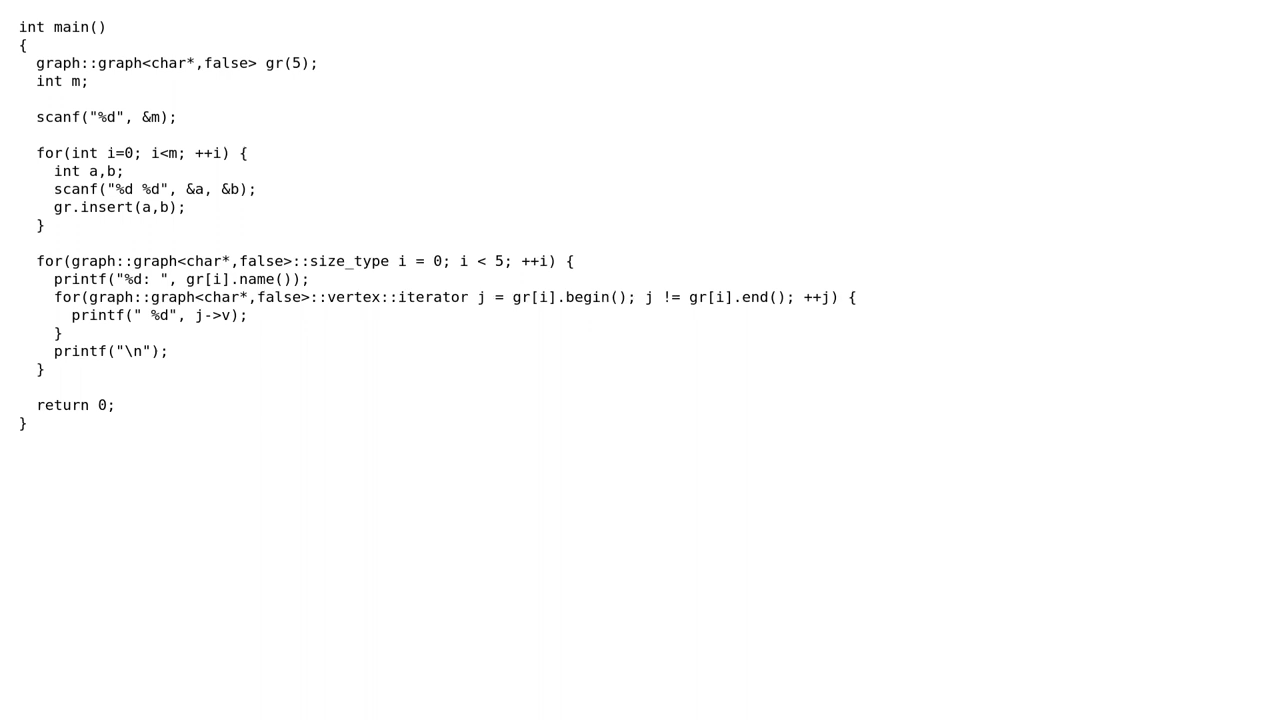 int main()
{
  graph::graph<char*,false> gr(5);
  int m;

  scanf("%d", &m);

  for(int i=0; i<m; ++i) {
    int a,b;
    scanf("%d %d", &a, &b);
    gr.insert(a,b);
  }

  for(graph::graph<char*,false>::size_type i = 0; i < 5; ++i) {
    printf("%d: ", gr[i].name());
    for(graph::graph<char*,false>::vertex::iterator j = gr[i].begin(); j != gr[i].end(); ++j) {
      printf(" %d", j->v);
    }
    printf("\n");
  }

  return 0;
}